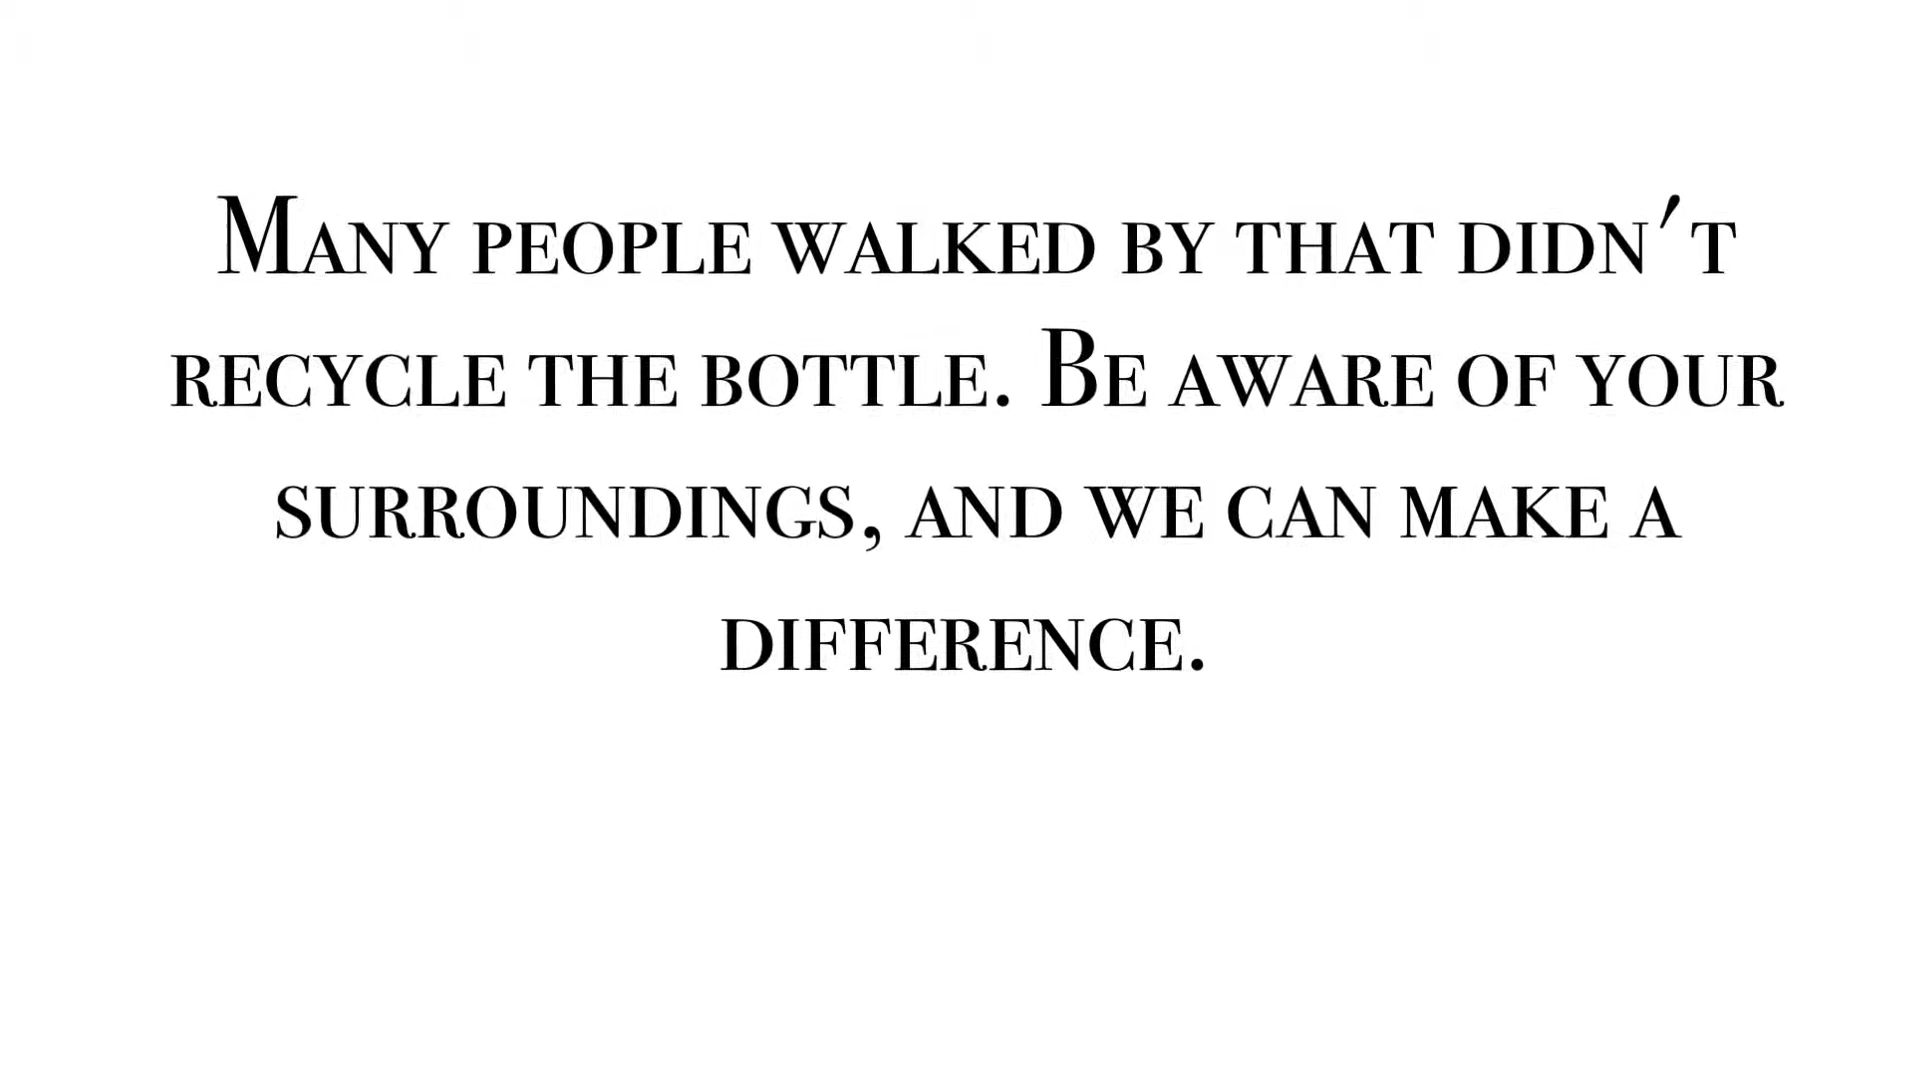 Many people walked by that didn't
recycle the bottle. Be aware of your
surroundings, and we can make a
difference.